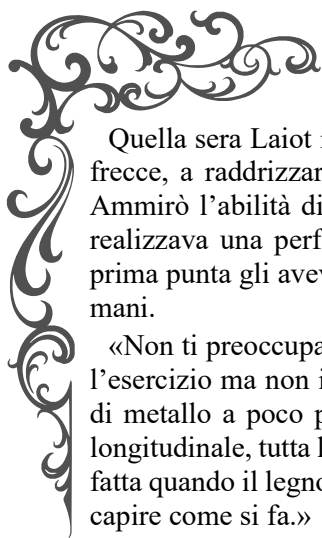 Quella sera Laiot
frecce, a raddrizzar
Ammirò l’abilità di
realizzava una perf
prima punta gli ave
mani.
«Non ti preoccupa
l’esercizio ma non i
di metallo a poco p
longitudinale, tutta l
fatta quando il legno
capire come si fa.»